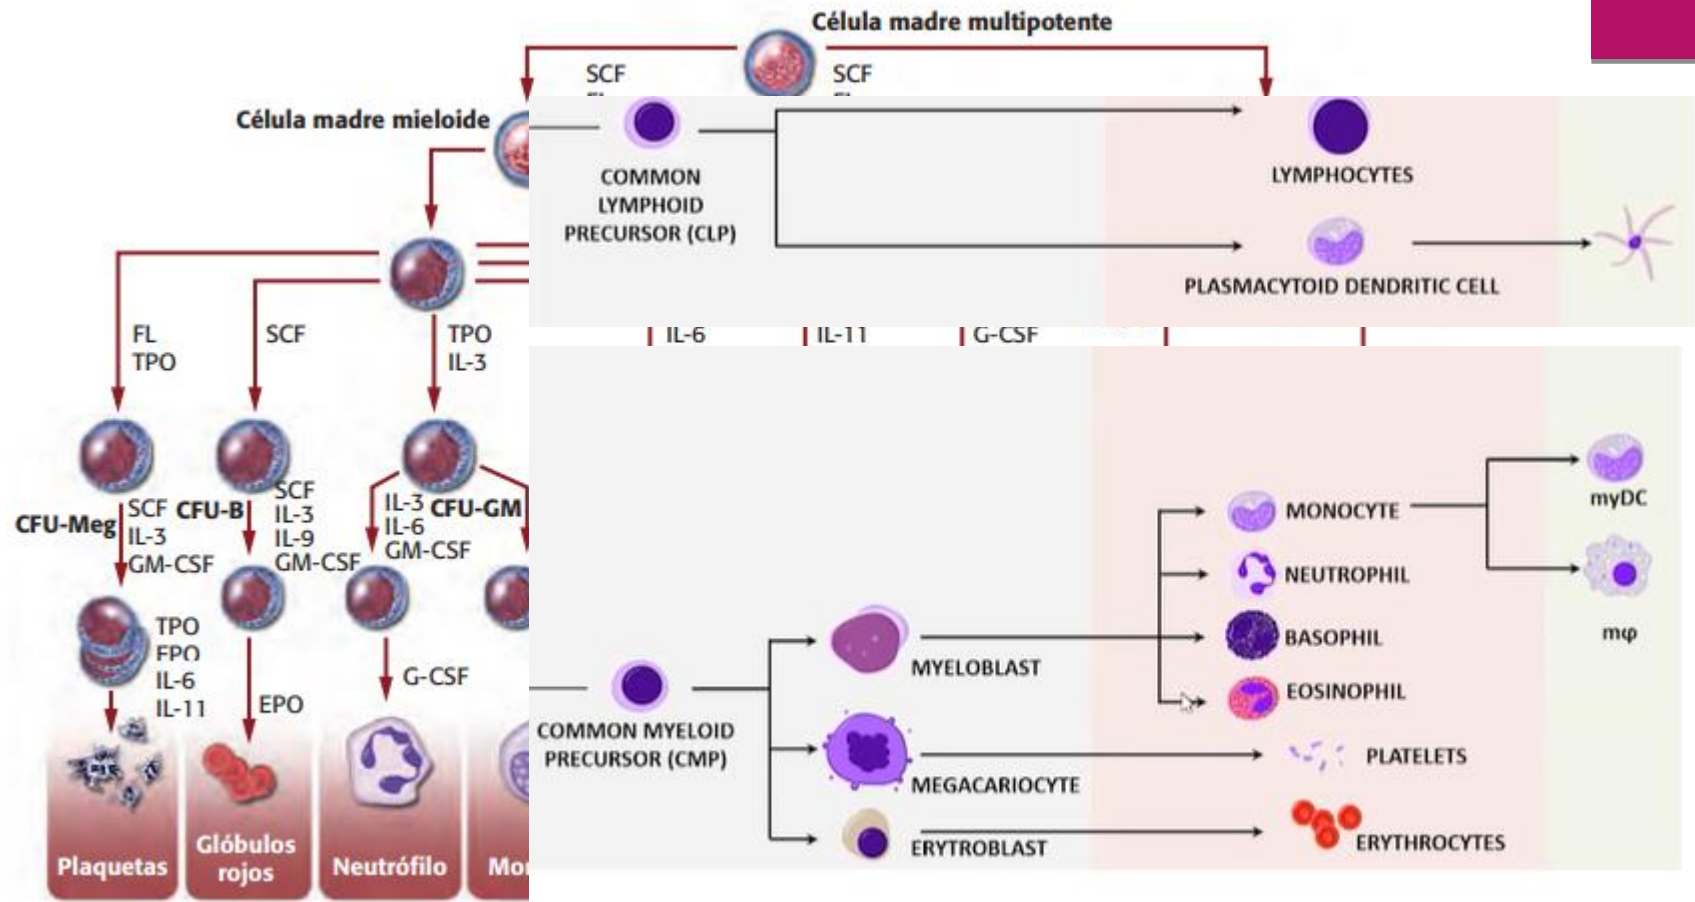 Célula madre multipotente
SCF
SCF
Célula madre mieloide
COMMON
LYMPHOID
PRECURSOR (CLP)
LYMPHOCYTES
PLASMACYTOID DENDRITIC CELL
FL
TPO
SCF
TPO
IL-3
IL-6
IL-11
G-CSF
CFU-Meg
SCF
IL-3
GM-CSF
CFU-B
SCF
IL-3
IL-9
GM-CSF
IL-3
IL-6
GM-CSF
CFU-GM
TPO
EPO
IL-6
IL-11
EPO
G-CSF
Plaquetas
Glóbulos
rojos
Neutrófilo
Mo
COMMON MYELOID
PRECURSOR (CMP)
MYELOBLAST
MEGACARIOCYTE
ERYTROBLAST
MONOCYTE
NEUTROPHIL
BASOPHIL
EOSINOPHIL
PLATELETS
ERYTHROCYTES
myDC
mφ